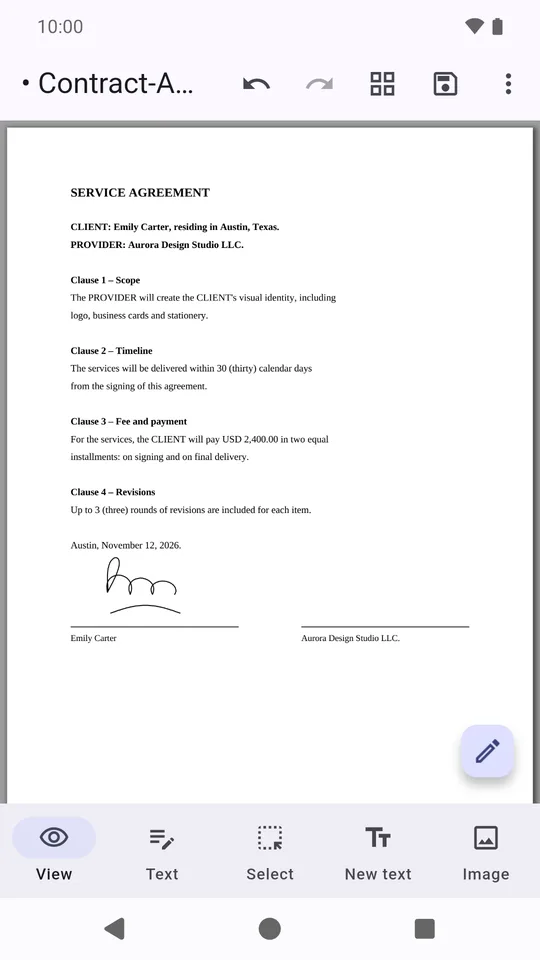 10:00
• Contract-A…
SERVICE AGREEMENT
CLIENT: Emily Carter, residing in Austin, Texas.
PROVIDER: Aurora Design Studio LLC.
Clause 1 – Scope
The PROVIDER will create the CLIENT's visual identity, including
logo, business cards and stationery.
Clause 2 – Timeline
The services will be delivered within 30 (thirty) calendar days
from the signing of this agreement.
Clause 3 – Fee and payment
For the services, the CLIENT will pay USD 2,400.00 in two equal
installments: on signing and on final delivery.
Clause 4 – Revisions
Up to 3 (three) rounds of revisions are included for each item.
Austin, November 12, 2026.
Emily Carter
Aurora Design Studio LLC.
View
Text
Select
New text
Image